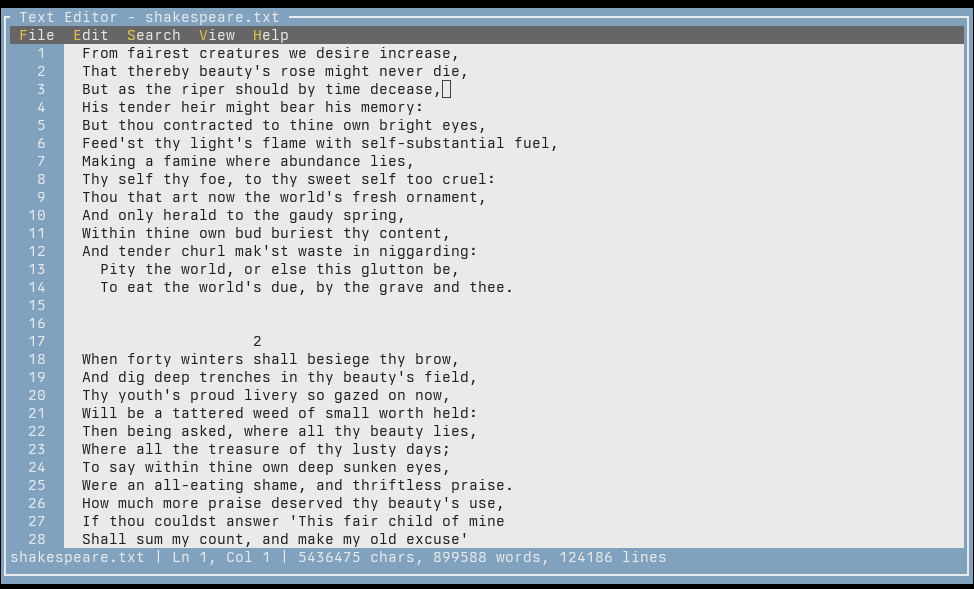 Text Editor - shakespeare.txt
File Edit Search View Help
1 From fairest creatures we desire increase,
2 That thereby beauty's rose might never die,
3 But as the riper should by time decease,
4 His tender heir might bear his memory:
5 But thou contracted to thine own bright eyes,
6 Feed'st thy light's flame with self-substantial fuel,
7 Making a famine where abundance lies,
8 Thy self thy foe, to thy sweet self too cruel:
9 Thou that art now the world's fresh ornament,
10 And only herald to the gaudy spring,
11 Within thine own bud buriest thy content,
12 And tender churl mak'st waste in niggarding:
13 Pity the world, or else this glutton be,
14 To eat the world's due, by the grave and thee.
15
16
17 2
18 When forty winters shall besiege thy brow,
19 And dig deep trenches in thy beauty's field,
20 Thy youth's proud livery so gazed on now,
21 Will be a tattered weed of small worth held:
22 Then being asked, where all thy beauty lies,
23 Where all the treasure of thy lusty days;
24 To say within thine own deep sunken eyes,
25 Were an all-eating shame, and thriftless praise.
26 How much more praise deserved thy beauty's use,
27 If thou couldst answer 'This fair child of mine
28 Shall sum my count, and make my old excuse'
shakespeare.txt | Ln 1, Col 1 | 5436475 chars, 899588 words, 124186 lines